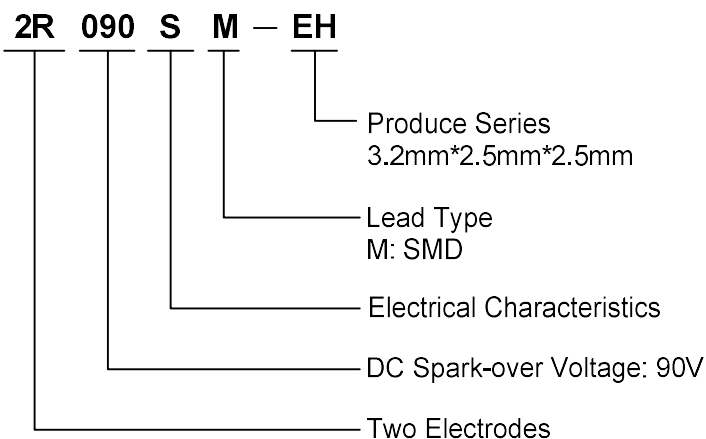 2R 090 S M — EH
Produce Series
3.2mm*2.5mm*2.5mm
Lead Type
M: SMD
Electrical Characteristics
DC Spark-over Voltage: 90V
Two Electrodes